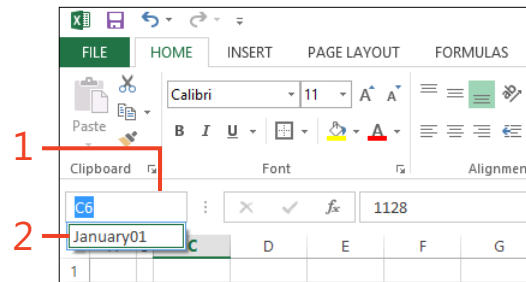 FILE HOME INSERT PAGE LAYOUT FORMULAS
Calibri 11 A A
Paste B I U A
Clipboard Font Alignmen
1
C6 fx 1128
2 January01
C D E F G
1